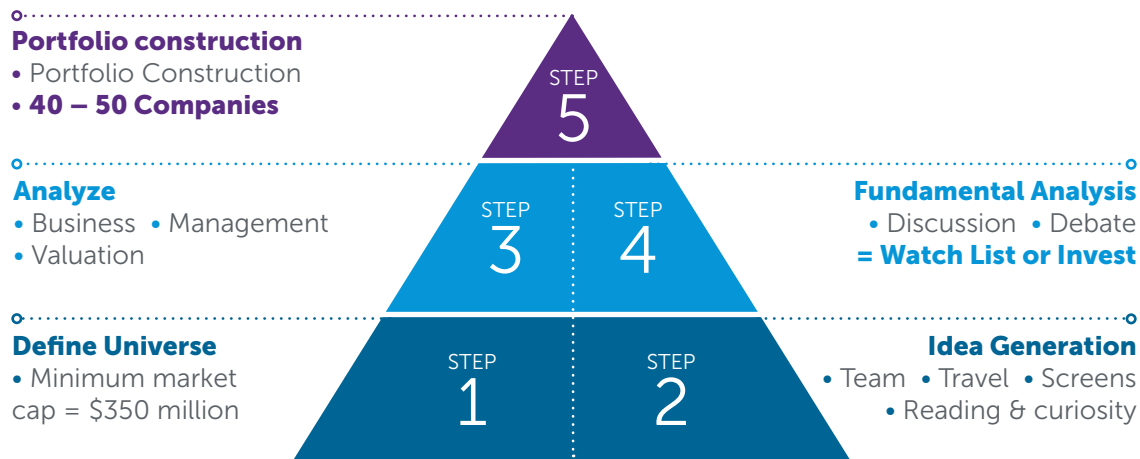 Portfolio construction
• Portfolio Construction
• 40 – 50 Companies
STEP
5
Analyze
• Business • Management
• Valuation
STEP
3
STEP
4
Fundamental Analysis
• Discussion • Debate
= Watch List or Invest
Define Universe
• Minimum market
cap = $350 million
STEP
1
STEP
2
Idea Generation
• Team • Travel • Screens
• Reading & curiosity